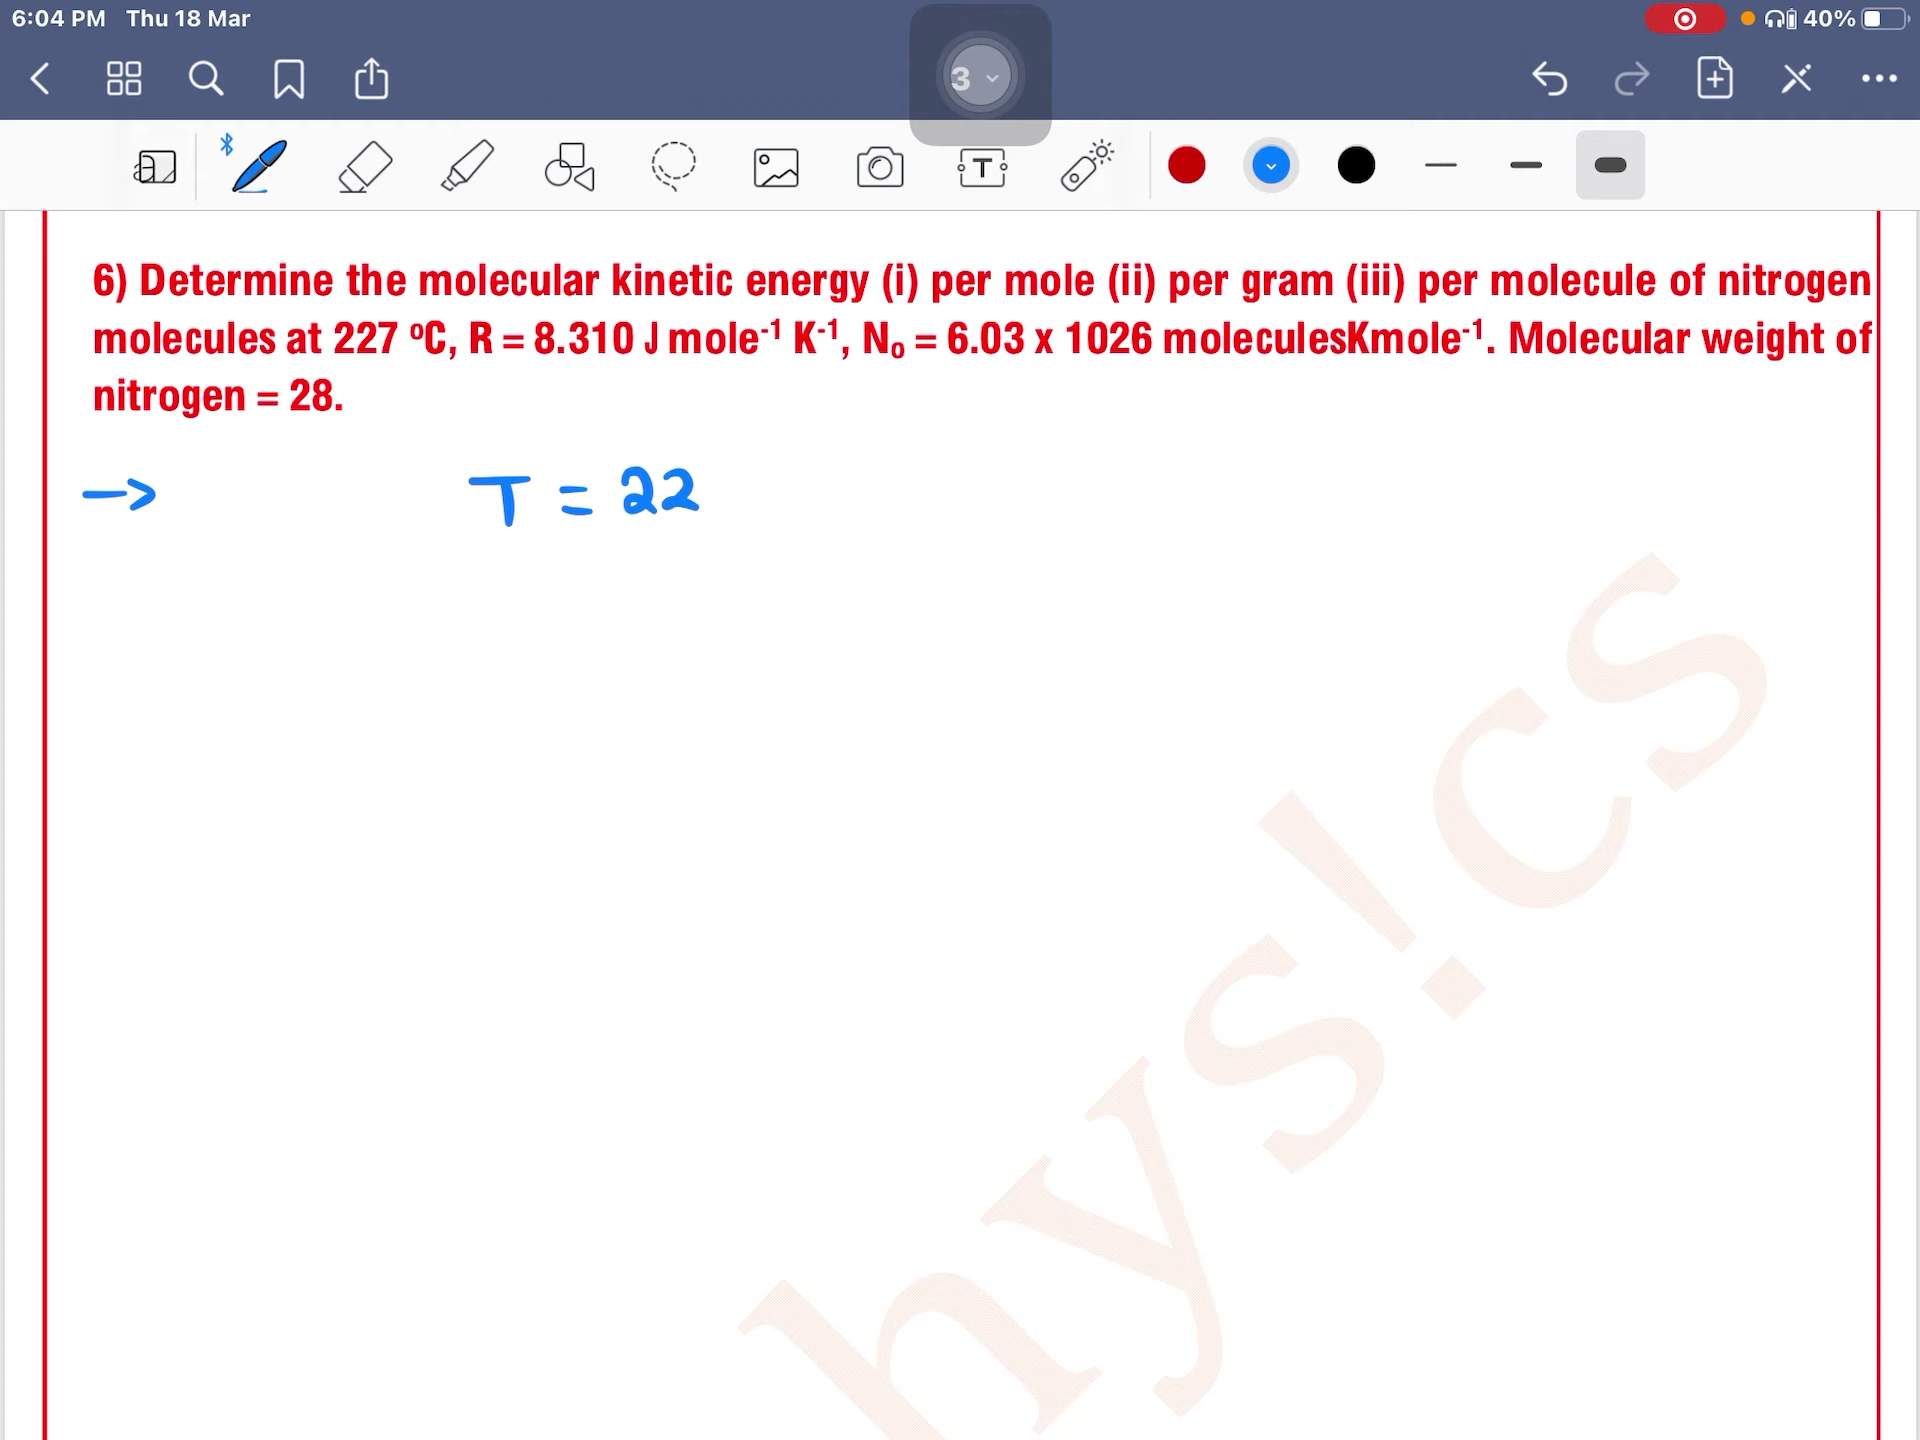 6:04 PM Thu 18 Mar
40%
3
a
T
6) Determine the molecular kinetic energy (i) per mole (ii) per gram (iii) per molecule of nitrogen
molecules at 227 ⁰C, R = 8.310 J mole⁻¹ K⁻¹, Nₒ = 6.03 x 1026 moleculesKmole⁻¹. Molecular weight of
nitrogen = 28.
→ T = 22
hys!cs